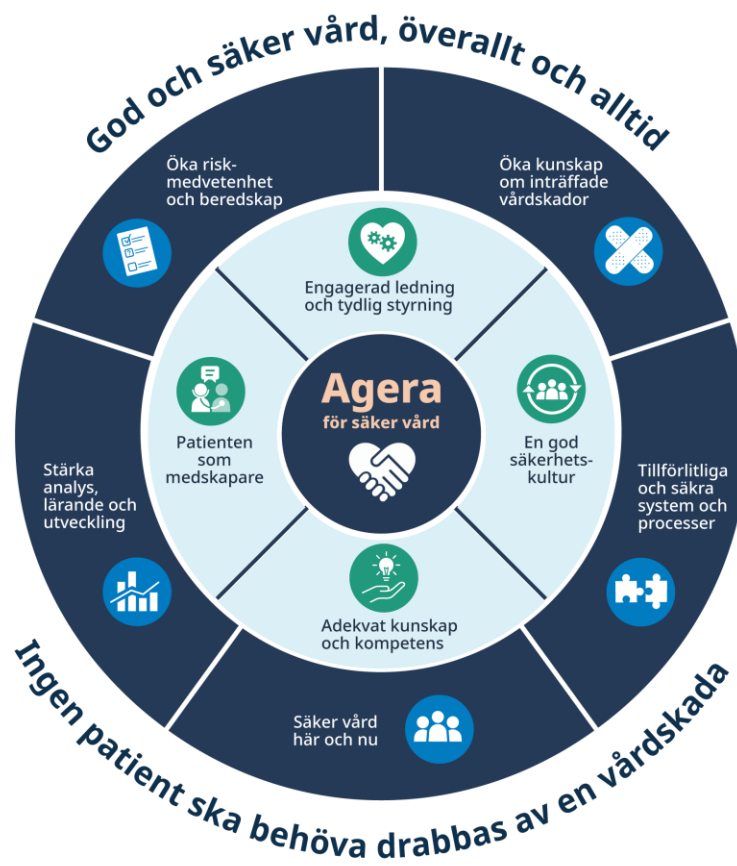 God och säker vård, överallt och alltid
Öka risk-
medvetenhet
och beredskap
Öka kunskap
om inträffade
vårdskador
Engagerad ledning
och tydlig styrning
Agera
för säker vård
Patienten
som
medskapare
En god
säkerhets-
kultur
Stärka
analys,
lärande och
utveckling
Tillförlitliga
och säkra
system och
processer
Adekvat kunskap
och kompetens
Säker vård
här och nu
Ingen patient ska behöva drabbas av en vårdskada